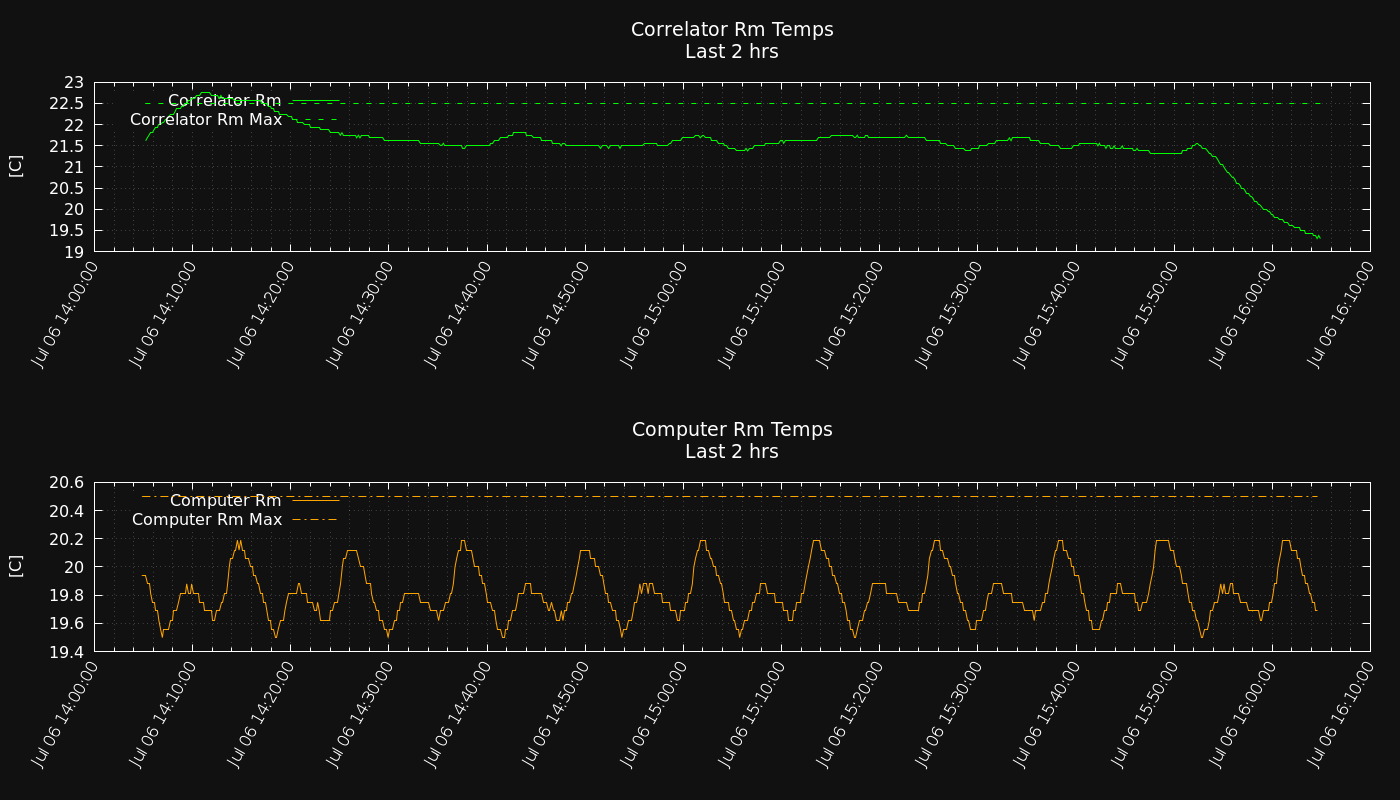 Correlator Rm Temps
Last 2 hrs
23
22.5
22
21.5
21
20.5
20
19.5
19
[C]
Correlator Rm
Correlator Rm Max
Jul 06 14:00:00
Jul 06 14:10:00
Jul 06 14:20:00
Jul 06 14:30:00
Jul 06 14:40:00
Jul 06 14:50:00
Jul 06 15:00:00
Jul 06 15:10:00
Jul 06 15:20:00
Jul 06 15:30:00
Jul 06 15:40:00
Jul 06 15:50:00
Jul 06 16:00:00
Jul 06 16:10:00
Computer Rm Temps
Last 2 hrs
20.6
20.4
20.2
20
19.8
19.6
19.4
[C]
Computer Rm
Computer Rm Max
Jul 06 14:00:00
Jul 06 14:10:00
Jul 06 14:20:00
Jul 06 14:30:00
Jul 06 14:40:00
Jul 06 14:50:00
Jul 06 15:00:00
Jul 06 15:10:00
Jul 06 15:20:00
Jul 06 15:30:00
Jul 06 15:40:00
Jul 06 15:50:00
Jul 06 16:00:00
Jul 06 16:10:00